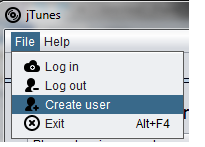 jTunes
File Help
Log in
Log out
Create user
Exit Alt+F4